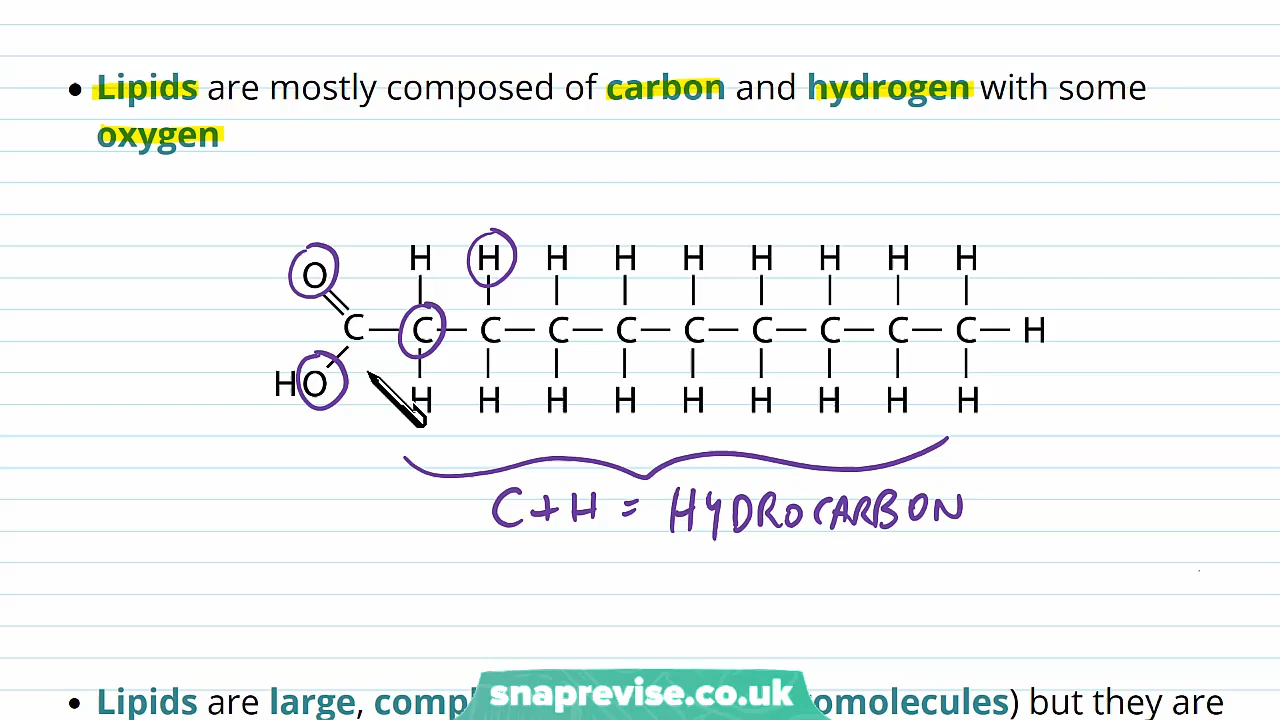 • Lipids are mostly composed of carbon and hydrogen with some
oxygen
H H H H H H H H H
O
C — C — C — C — C — C — C — C — C — C — H
HO
H H H H H H H H H
C + H = HYDROCARBON
• Lipids are large, comp omolecules) but they are
snaprevise.co.uk